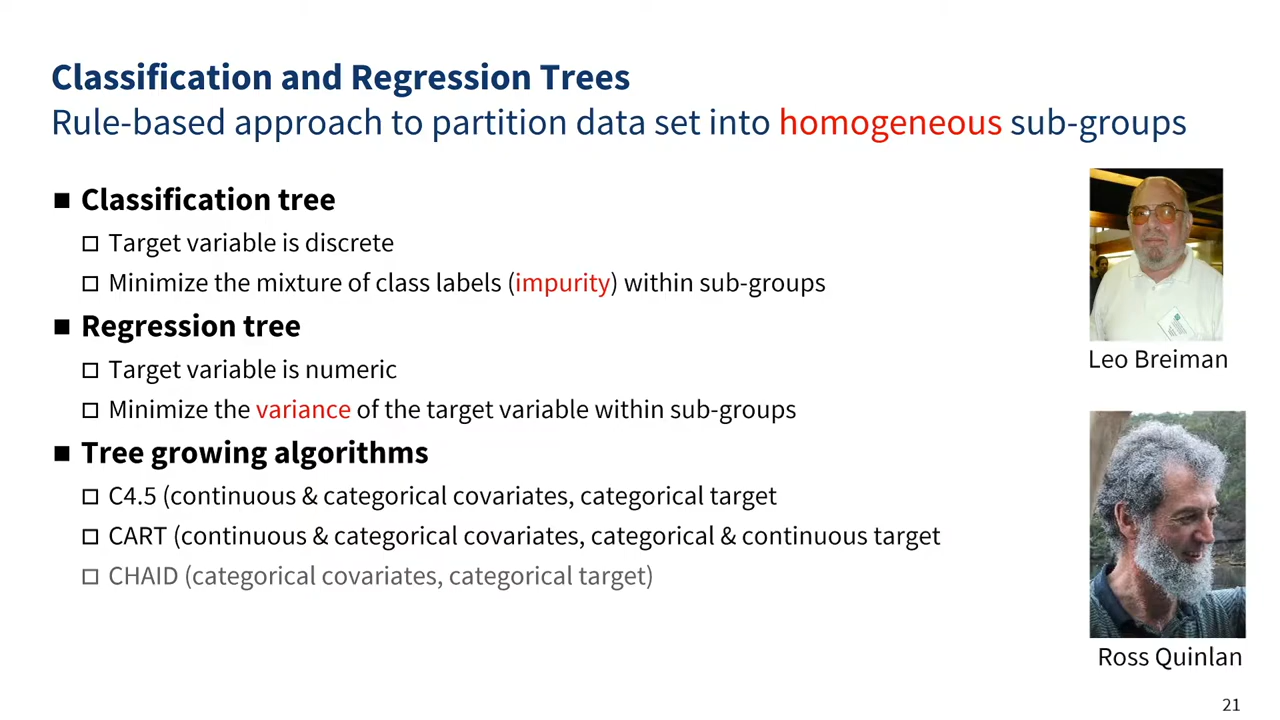 Classification and Regression Trees
Rule-based approach to partition data set into homogeneous sub-groups
■ Classification tree
□ Target variable is discrete
□ Minimize the mixture of class labels (impurity) within sub-groups
■ Regression tree
□ Target variable is numeric
□ Minimize the variance of the target variable within sub-groups
■ Tree growing algorithms
□ C4.5 (continuous & categorical covariates, categorical target
□ CART (continuous & categorical covariates, categorical & continuous target
□ CHAID (categorical covariates, categorical target)
Leo Breiman
Ross Quinlan
21